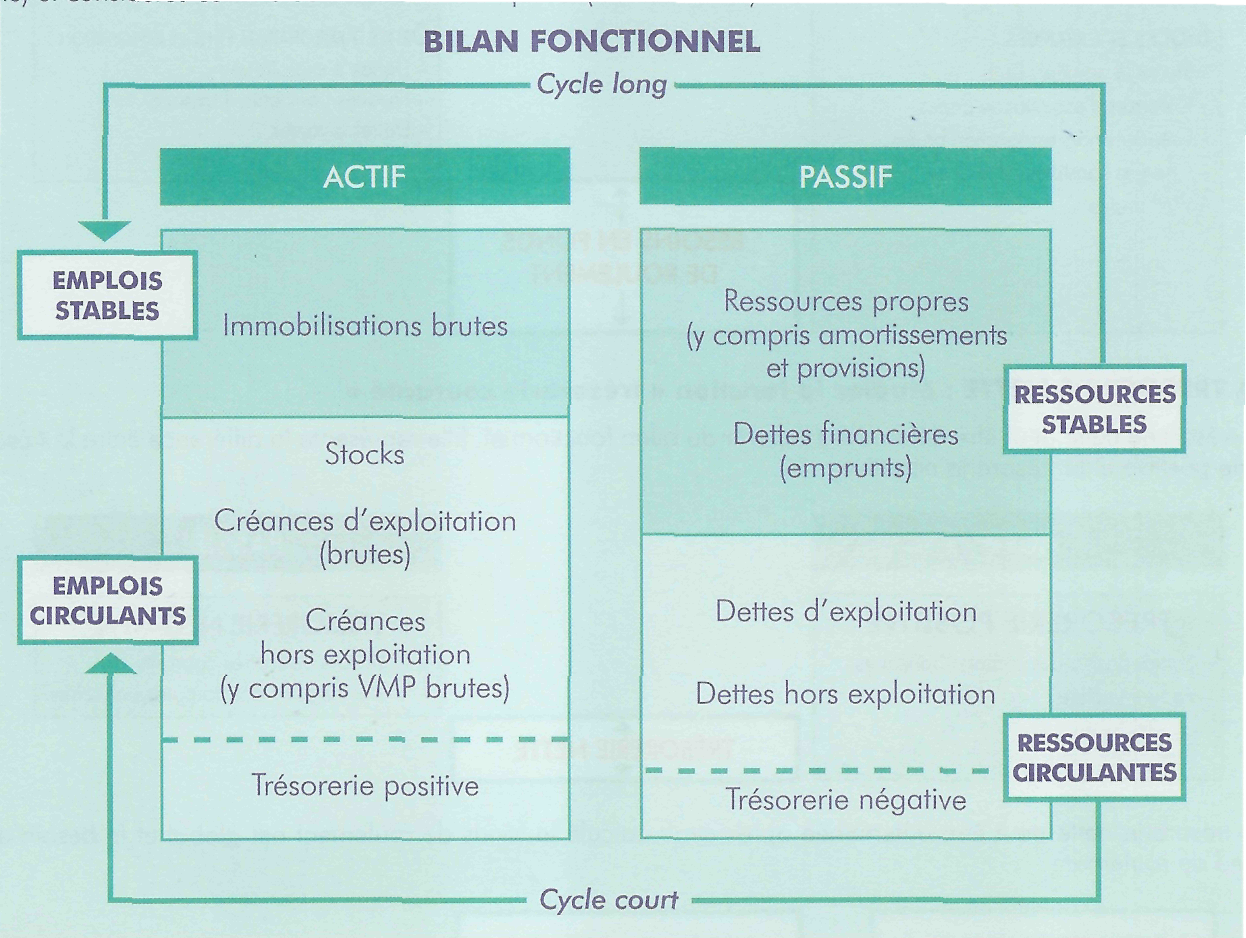 BILAN FONCTIONNEL
Cycle long
ACTIF
PASSIF
EMPLOIS
STABLES
Immobilisations brutes
Ressources propres
(y compris amortissements
et provisions)
RESSOURCES
STABLES
Dettes financières
(emprunts)
Stocks
Créances d'exploitation
(brutes)
EMPLOIS
CIRCULANTS
Créances
hors exploitation
(y compris VMP brutes)
Dettes d'exploitation
Dettes hors exploitation
RESSOURCES
CIRCULANTES
Trésorerie positive
Trésorerie négative
Cycle court